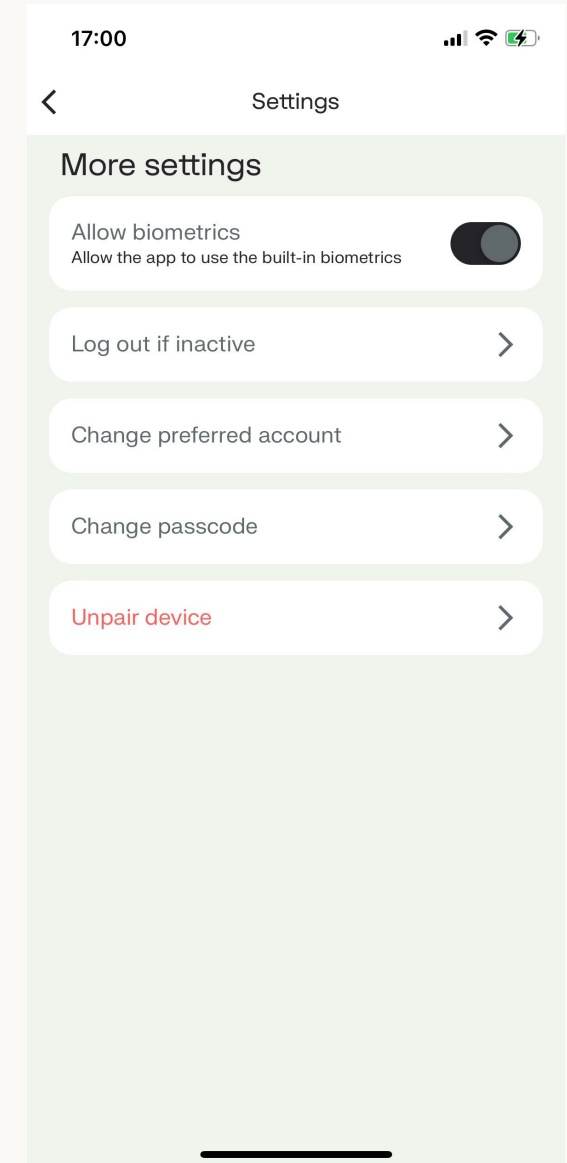 17:00
Settings
More settings
Allow biometrics
Allow the app to use the built-in biometrics
Log out if inactive
Change preferred account
Change passcode
Unpair device